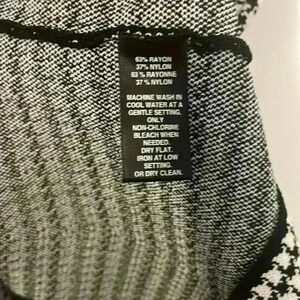 63% RAYON
37% NYLON
63 % RAYONNE
37 % NYLON
MACHINE WASH IN
COOL WATER AT A
GENTLE SETTING.
ONLY
NON-CHLORINE
BLEACH WHEN
NEEDED.
DRY FLAT.
IRON AT LOW
SETTING.
OR DRY CLEAN.